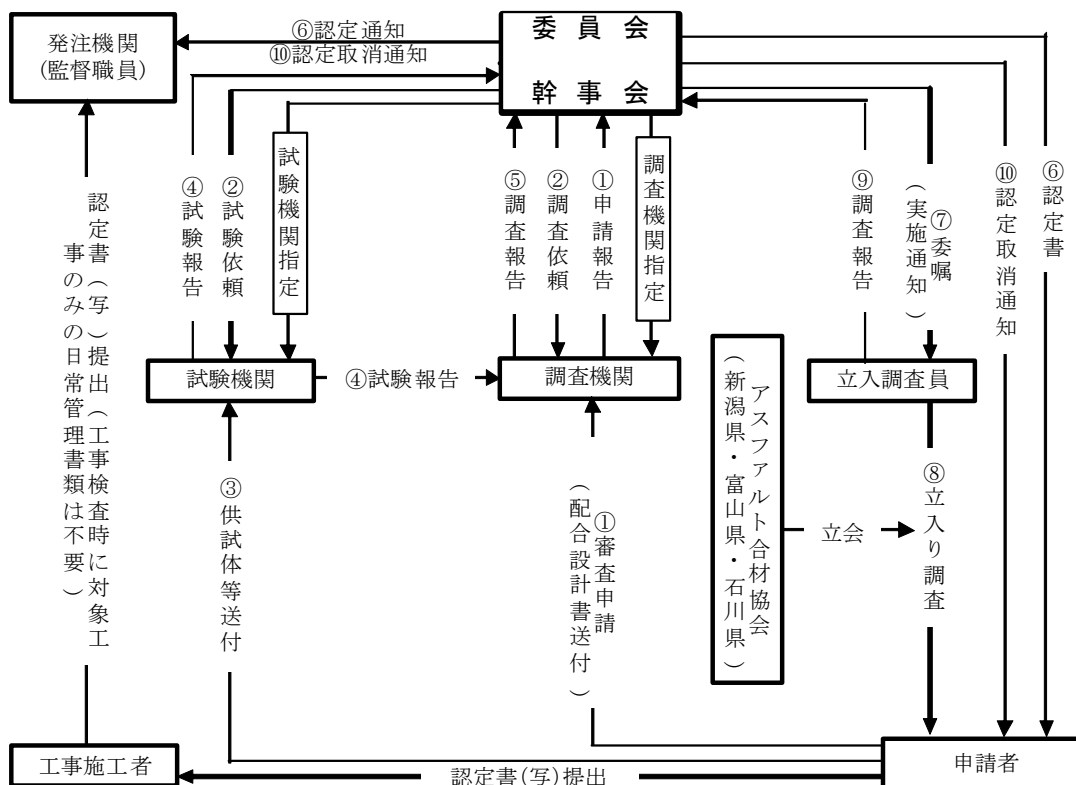 発注機関
(監督職員)
⑥認定通知
⑩認定取消通知
委 員 会
幹 事 会
認定書(写)提出(工事検査時に対象工
事のみの日常管理書類は不要)
④試験報告
②試験依頼
試験機関指定
⑤調査報告
②調査依頼
①申請報告
調査機関指定
⑨調査報告
⑦委嘱
(実施通知)
⑩認定取消通知
⑥認定書
試験機関
④試験報告
調査機関
立入調査員
③供試体等送付
①審査申請
(配合設計書送付)
アスファルト合材協会
(新潟県・富山県・石川県)
立会
⑧立入り調査
工事施工者
認定書(写)提出
申請者